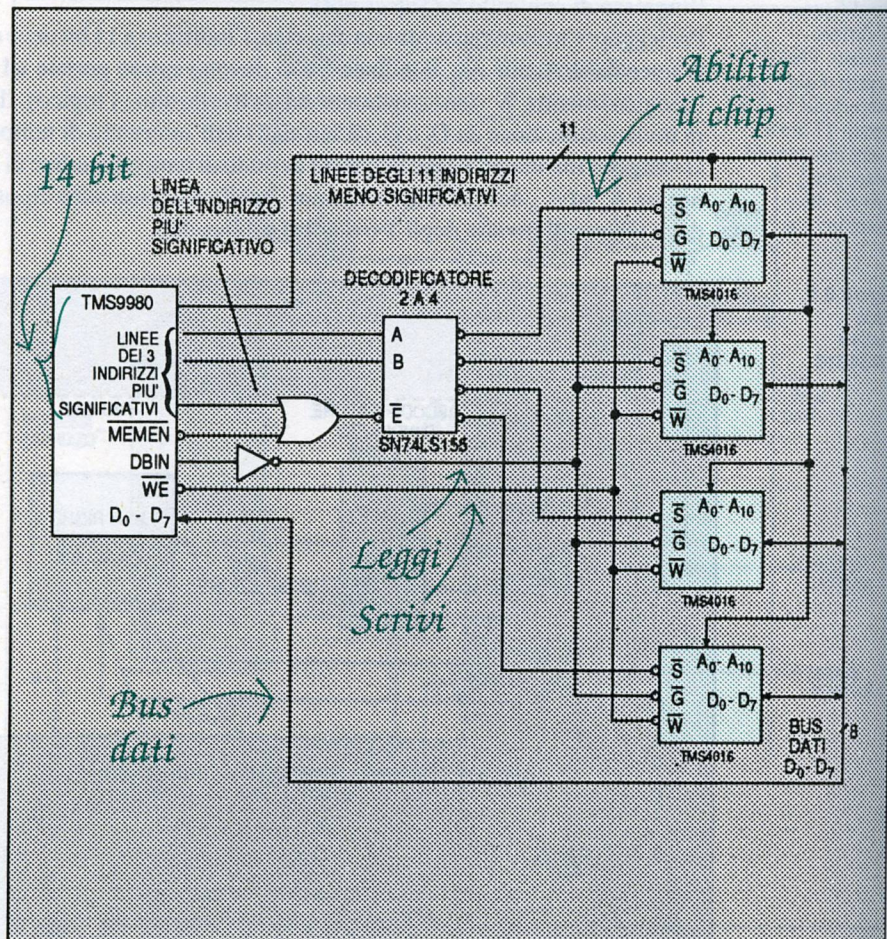 Abilita
il chip
11
14 bit
LINEA
DELL'INDIRIZZO
PIU'
SIGNIFICATIVO
LINEE DEGLI 11 INDIRIZZI
MENO SIGNIFICATIVI
DECODIFICATORE
2 A 4
TMS9980
LINEE
DEI 3
INDIRIZZI
PIU'
SIGNIFICATIVI
MEMEN
DBIN
WE
D0 - D7
A
B
E
SN74LS155
S A0- A10
G D0- D7
W
TMS4016
S A0- A10
G D0- D7
W
TMS4016
S A0- A10
G D0- D7
W
TMS4016
S A0- A10
G D0- D7
W
TMS4016
Leggi
Scrivi
Bus
dati
BUS
DATI
D0- D7
8